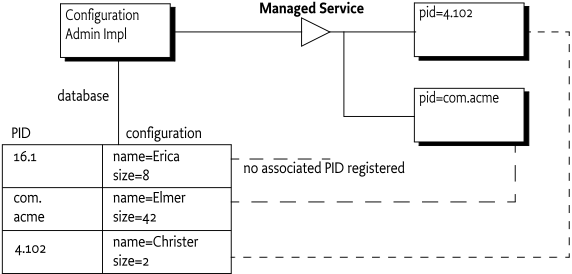 Configuration
Admin Impl
Managed Service
pid=4.102
database
pid=com.acme
PID
configuration
16.1
name=Erica
size=8
no associated PID registered
com.
acme
name=Elmer
size=42
4.102
name=Christer
size=2